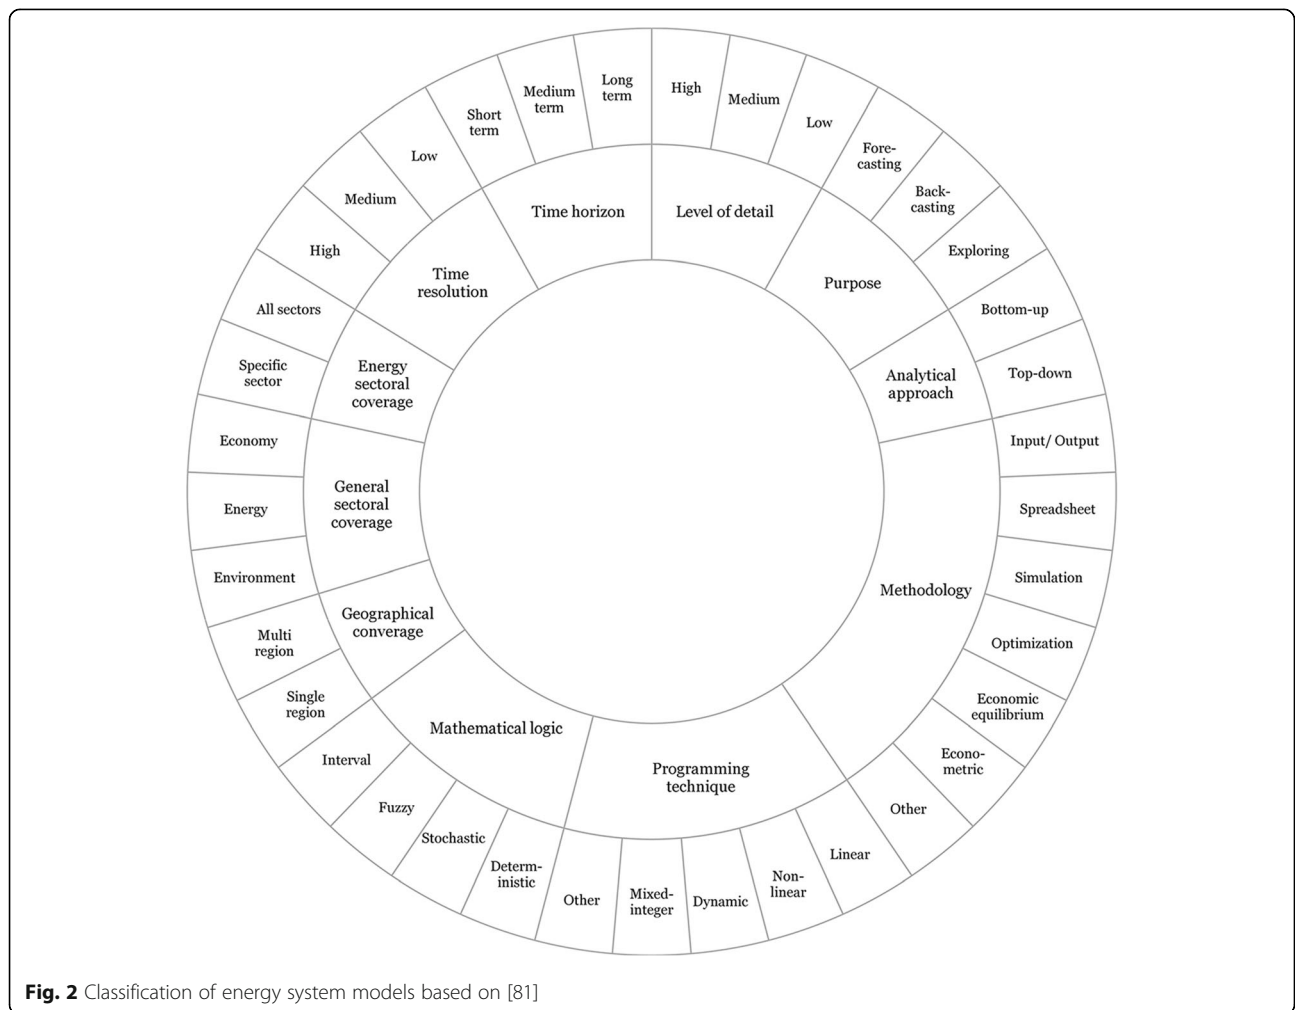 Long
term
High
Medium
Low
Fore-
casting
Back-
casting
Exploring
Bottom-up
Top-down
Input/ Output
Spreadsheet
Simulation
Optimization
Economic
equilibrium
Econo-
metric
Other
Linear
Non-
linear
Dynamic
Mixed-
integer
Other
Determ-
inistic
Stochastic
Fuzzy
Interval
Single
region
Multi
region
Environment
Energy
Economy
Specific
sector
All sectors
High
Medium
Low
Short
term
Medium
term
Time horizon
Level of detail
Purpose
Analytical
approach
Methodology
Programming
technique
Mathematical logic
Geographical
converage
General
sectoral
coverage
Energy
sectoral
coverage
Time
resolution
Fig. 2 Classification of energy system models based on [81]